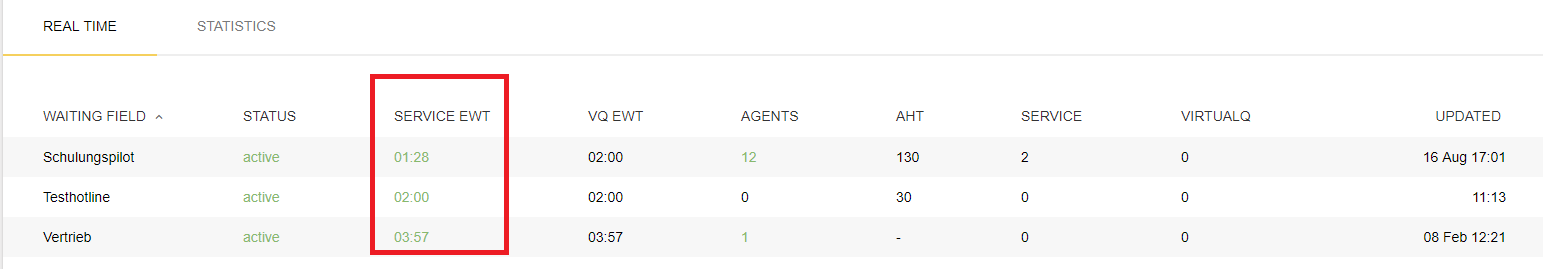 REAL TIME STATISTICS
WAITING FIELD STATUS SERVICE EWT VQ EWT AGENTS AHT SERVICE VIRTUALQ UPDATED
Schulungspilot active 01:28 02:00 12 130 2 0 16 Aug 17:01
Testhotline active 02:00 02:00 0 30 0 0 11:13
Vertrieb active 03:57 03:57 1 - 0 0 08 Feb 12:21